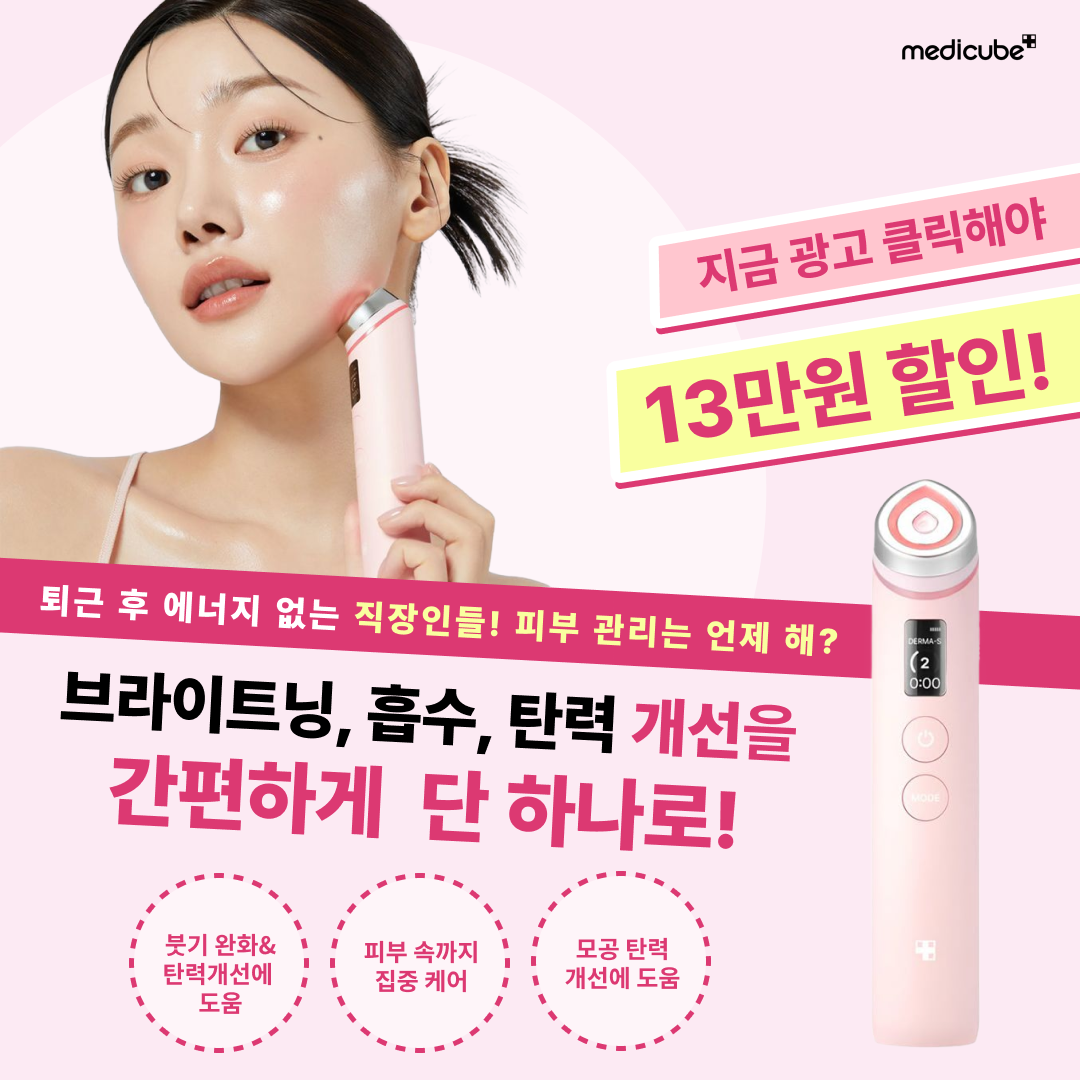 medicube
지금 광고 클릭해야
13만원 할인!
퇴근 후 에너지 없는 직장인들! 피부 관리는 언제 해?
브라이트닝, 흡수, 탄력 개선을
간편하게 단 하나로!
붓기 완화&
탄력개선에
도움
피부 속까지
집중 케어
모공 탄력
개선에 도움
DERMA-S
2
0:00
MODE